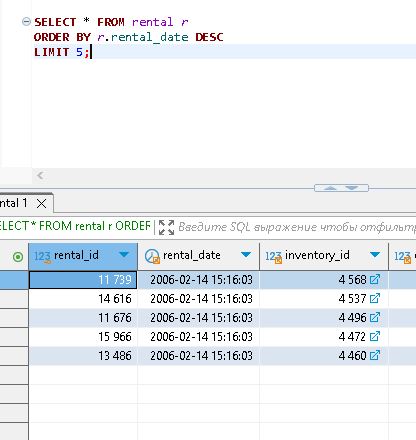 SELECT * FROM rental r
ORDER BY r.rental_date DESC
LIMIT 5;
ntal 1
ELECT * FROM rental r ORDER Введите SQL выражение чтобы отфильтр
123 rental_id rental_date 123 inventory_id
11 739 2006-02-14 15:16:03 4 568
14 616 2006-02-14 15:16:03 4 537
11 676 2006-02-14 15:16:03 4 496
15 966 2006-02-14 15:16:03 4 472
13 486 2006-02-14 15:16:03 4 460